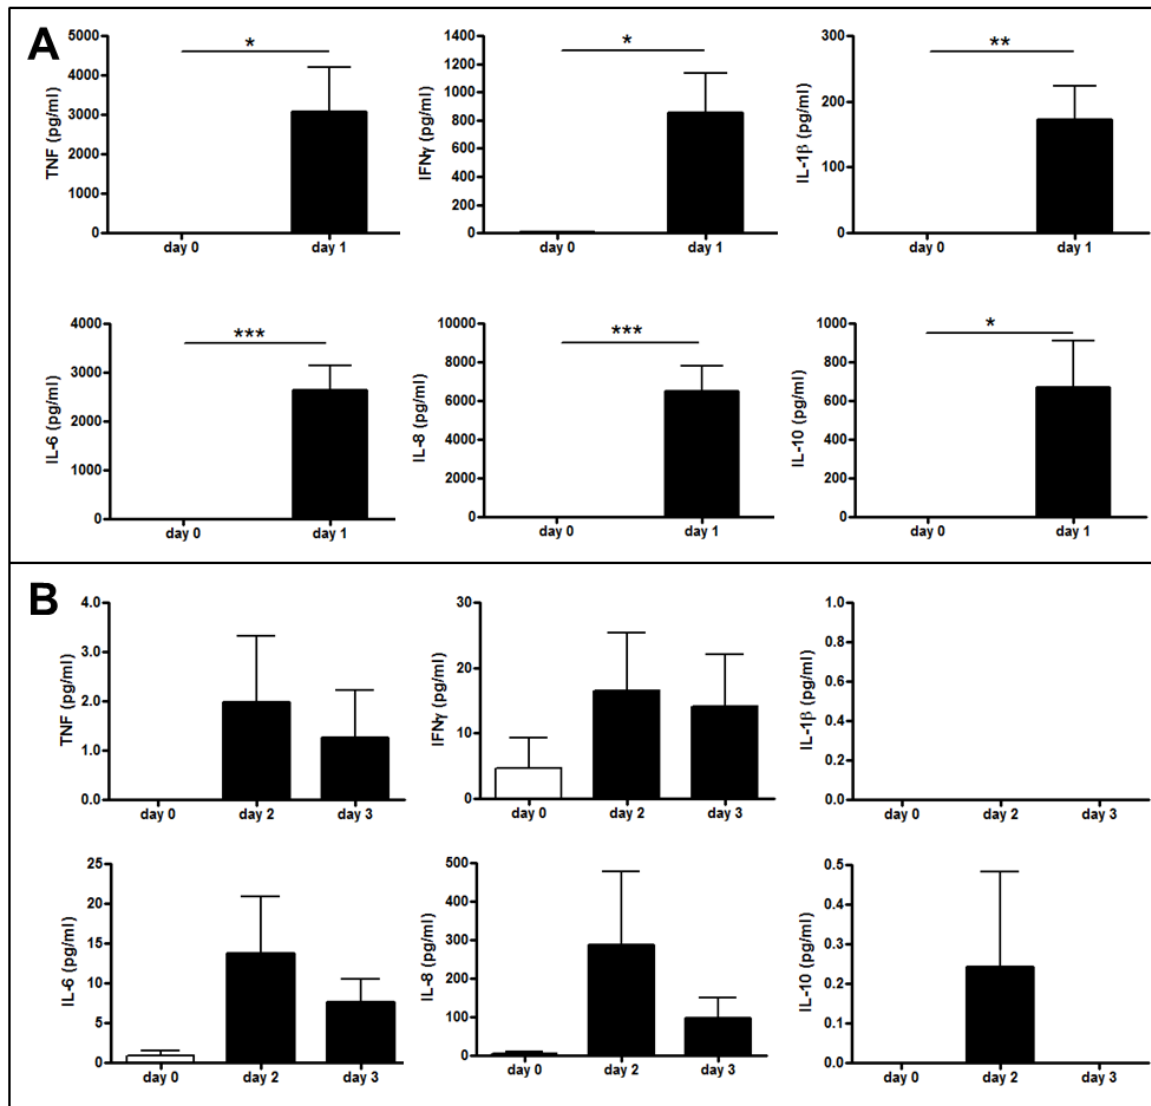 A
TNF (pg/ml)
5000
4000
3000
2000
1000
0
*
day 0 day 1
IFNγ (pg/ml)
1400
1200
1000
800
600
400
200
0
*
day 0 day 1
IL-1β (pg/ml)
300
200
100
0
**
day 0 day 1
IL-6 (pg/ml)
4000
3000
2000
1000
0
***
day 0 day 1
IL-8 (pg/ml)
10000
8000
6000
4000
2000
0
***
day 0 day 1
IL-10 (pg/ml)
1000
800
600
400
200
0
*
day 0 day 1
B
TNF (pg/ml)
4.0
3.0
2.0
1.0
0.0
day 0 day 2 day 3
IFNγ (pg/ml)
30
20
10
0
day 0 day 2 day 3
IL-1β (pg/ml)
1.0
0.8
0.6
0.4
0.2
0.0
day 0 day 2 day 3
IL-6 (pg/ml)
25
20
15
10
5
0
day 0 day 2 day 3
IL-8 (pg/ml)
500
400
300
200
100
0
day 0 day 2 day 3
IL-10 (pg/ml)
0.5
0.4
0.3
0.2
0.1
0.0
day 0 day 2 day 3